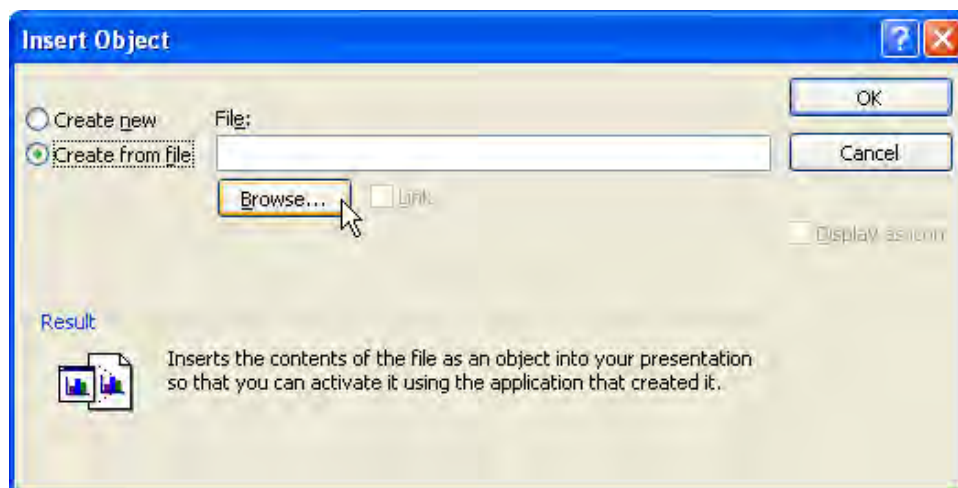 Insert Object
?
X
Create new
File:
OK
Create from file
Cancel
Browse...
Link
Display as icon
Result
Inserts the contents of the file as an object into your presentation
so that you can activate it using the application that created it.